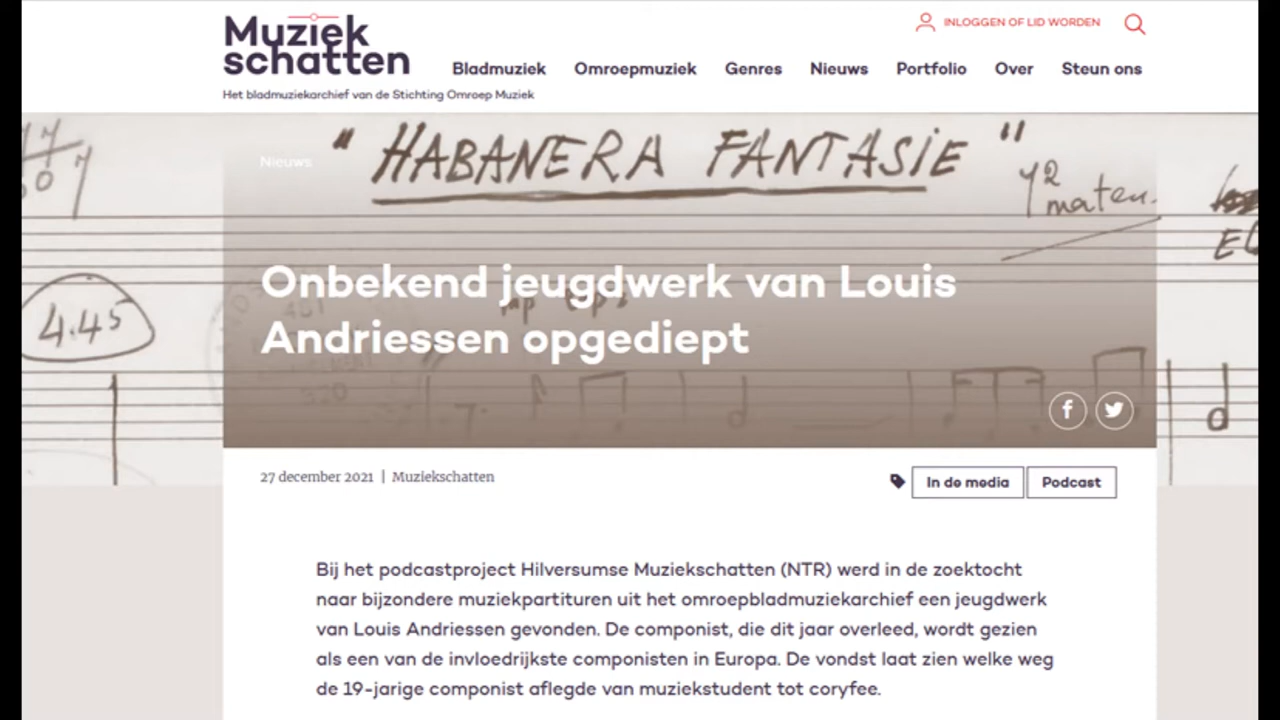 Muziek
schatten
Het bladmuziekarchief van de Stichting Omroep Muziek
INLOGGEN OF LID WORDEN
Bladmuziek Omroepmuziek Genres Nieuws Portfolio Over Steun ons
"HABANERA FANTASIE"
Nieuws
maten.
4.45
Onbekend jeugdwerk van Louis
Andriessen opgediept
27 december 2021 | Muziekschatten
In de media Podcast
Bij het podcastproject Hilversumse Muziekschatten (NTR) werd in de zoektocht
naar bijzondere muziekpartituren uit het omroepbladmuziekarchief een jeugdwerk
van Louis Andriessen gevonden. De componist, die dit jaar overleed, wordt gezien
als een van de invloedrijkste componisten in Europa. De vondst laat zien welke weg
de 19-jarige componist aflegde van muziekstudent tot coryfee.